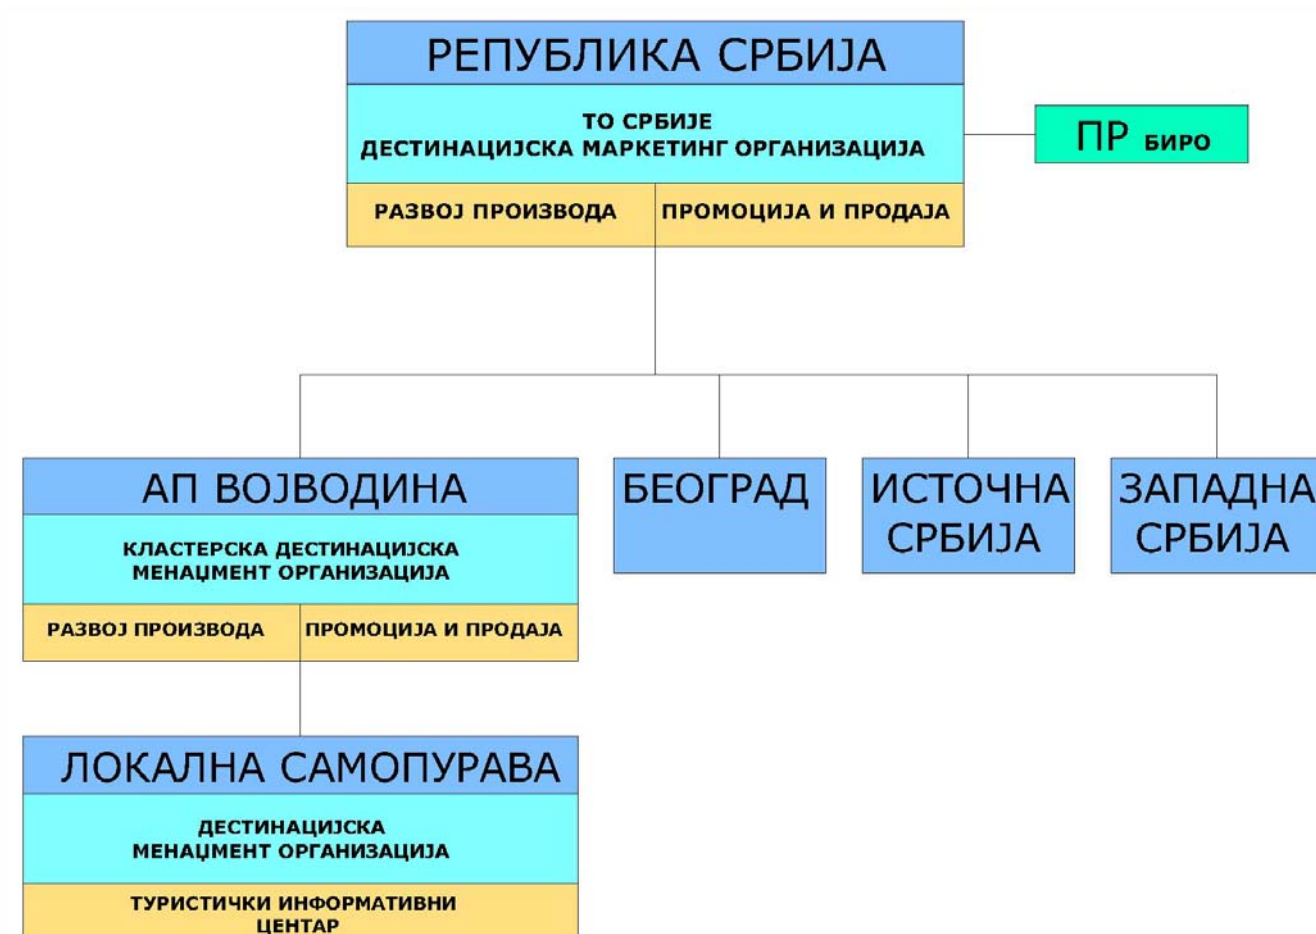 РЕПУБЛИКА СРБИЈА
ТО СРБИЈЕ
ДЕСТИНАЦИЈСКА МАРКЕТИНГ ОРГАНИЗАЦИЈА
ПР БИРО
РАЗВОЈ ПРОИЗВОДА
ПРОМОЦИЈА И ПРОДАЈА
АП ВОЈВОДИНА
КЛАСТЕРСКА ДЕСТИНАЦИЈСКА
МЕНАЏМЕНТ ОРГАНИЗАЦИЈА
РАЗВОЈ ПРОИЗВОДА
ПРОМОЦИЈА И ПРОДАЈА
БЕОГРАД
ИСТОЧНА
СРБИЈА
ЗАПАДНА
СРБИЈА
ЛОКАЛНА САМОПУРАВА
ДЕСТИНАЦИЈСКА
МЕНАЏМЕНТ ОРГАНИЗАЦИЈА
ТУРИСТИЧКИ ИНФОРМАТИВНИ
ЦЕНТАР